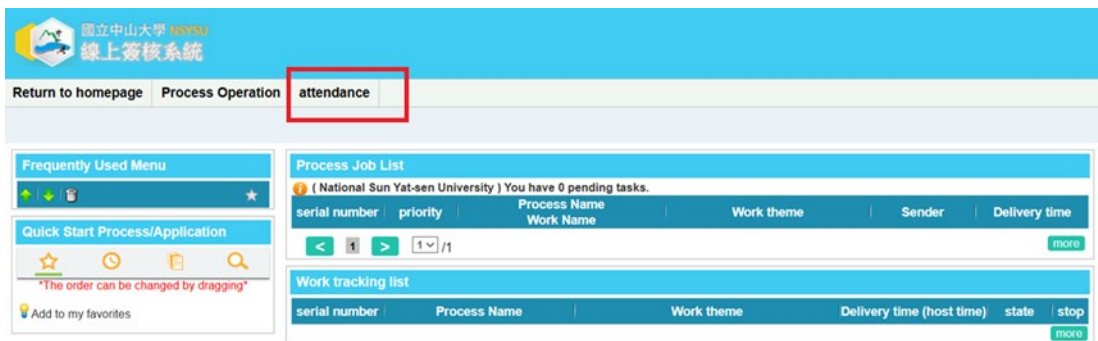 國立中山大學 NSYSU
線上簽核系統
Return to homepage Process Operation attendance
Frequently Used Menu
Quick Start Process/Application
*The order can be changed by dragging*
Add to my favorites
Process Job List
( National Sun Yat-sen University ) You have 0 pending tasks.
serial number priority Process Name Work theme Sender Delivery time
Work Name
< 1 > 1 /1
more
Work tracking list
serial number Process Name Work theme Delivery time (host time) state stop
more